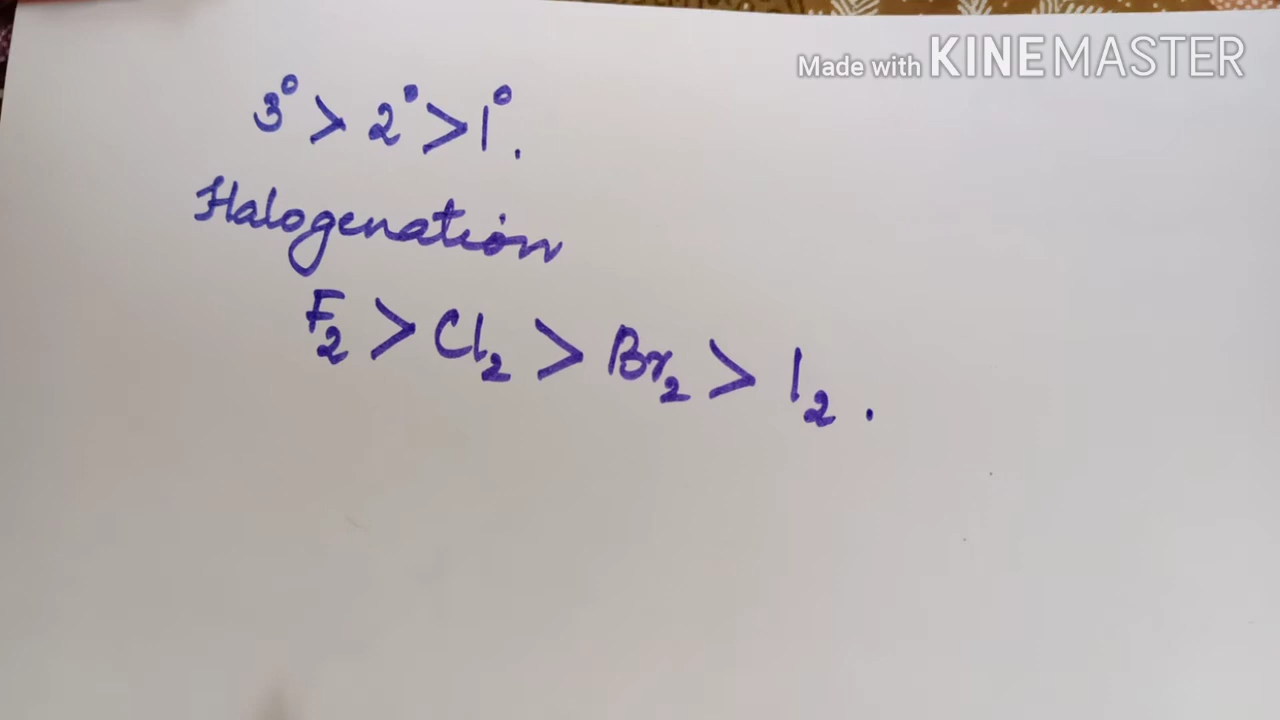 Made with KINEMASTER
3° > 2° > 1°.
Halogenation
F₂ > Cl₂ > Br₂ > I₂.